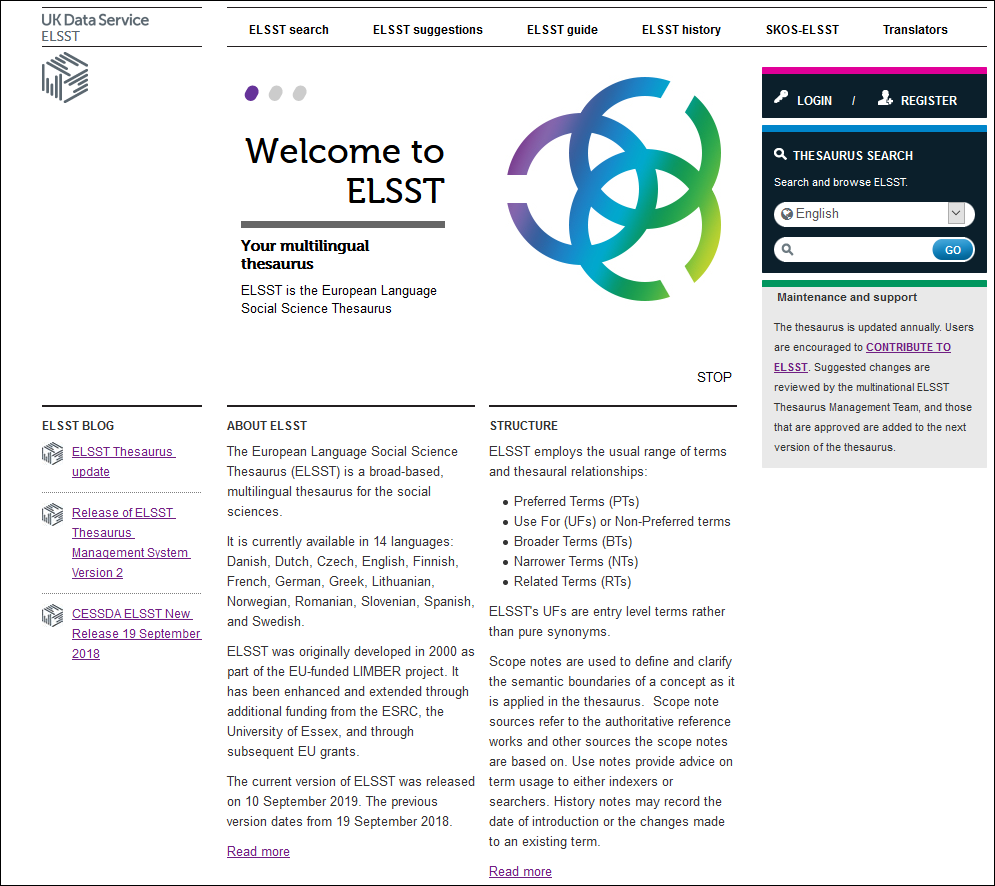 UK Data Service
ELSST
ELSST search
ELSST suggestions
ELSST guide
ELSST history
SKOS-ELSST
Translators
Welcome to
ELSST
Your multilingual
thesaurus
ELSST is the European Language
Social Science Thesaurus
STOP
LOGIN / REGISTER
THESAURUS SEARCH
Search and browse ELSST.
English
GO
Maintenance and support
The thesaurus is updated annually. Users
are encouraged to CONTRIBUTE TO
ELSST. Suggested changes are
reviewed by the multinational ELSST
Thesaurus Management Team, and those
that are approved are added to the next
version of the thesaurus.
ELSST BLOG
ELSST Thesaurus
update
Release of ELSST
Thesaurus
Management System
Version 2
CESSDA ELSST New
Release 19 September
2018
ABOUT ELSST
The European Language Social Science
Thesaurus (ELSST) is a broad-based,
multilingual thesaurus for the social
sciences.
It is currently available in 14 languages:
Danish, Dutch, Czech, English, Finnish,
French, German, Greek, Lithuanian,
Norwegian, Romanian, Slovenian, Spanish,
and Swedish.
ELSST was originally developed in 2000 as
part of the EU-funded LIMBER project. It
has been enhanced and extended through
additional funding from the ESRC, the
University of Essex, and through
subsequent EU grants.
The current version of ELSST was released
on 10 September 2019. The previous
version dates from 19 September 2018.
Read more
STRUCTURE
ELSST employs the usual range of terms
and thesaural relationships:
• Preferred Terms (PTs)
• Use For (UFs) or Non-Preferred terms
• Broader Terms (BTs)
• Narrower Terms (NTs)
• Related Terms (RTs)
ELSST's UFs are entry level terms rather
than pure synonyms.
Scope notes are used to define and clarify
the semantic boundaries of a concept as it
is applied in the thesaurus.  Scope note
sources refer to the authoritative reference
works and other sources the scope notes
are based on. Use notes provide advice on
term usage to either indexers or
searchers. History notes may record the
date of introduction or the changes made
to an existing term.
Read more